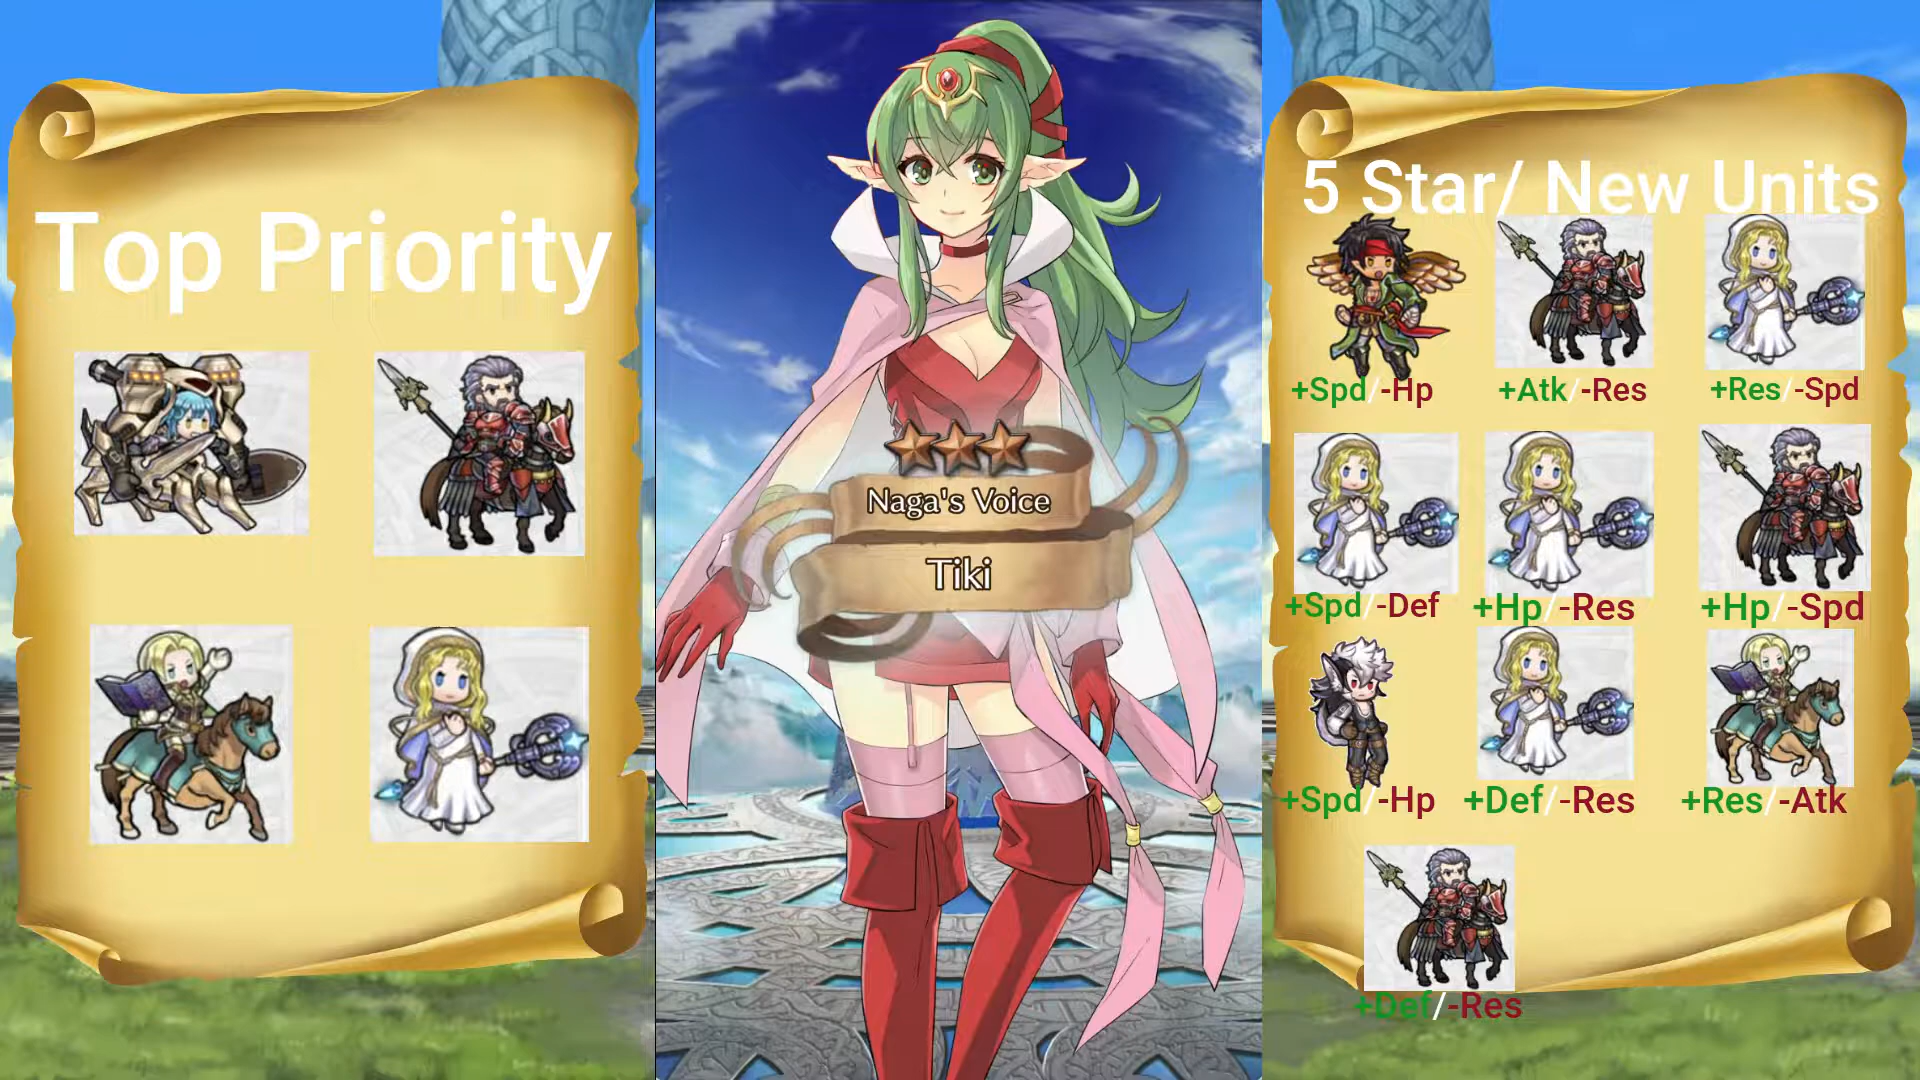 Top Priority
Naga's Voice
Tiki
5 Star/ New Units
+Spd/-Hp +Atk/-Res +Res/-Spd
+Spd/-Def +Hp/-Res +Hp/-Spd
+Spd/-Hp +Def/-Res +Res/-Atk
+Def/-Res